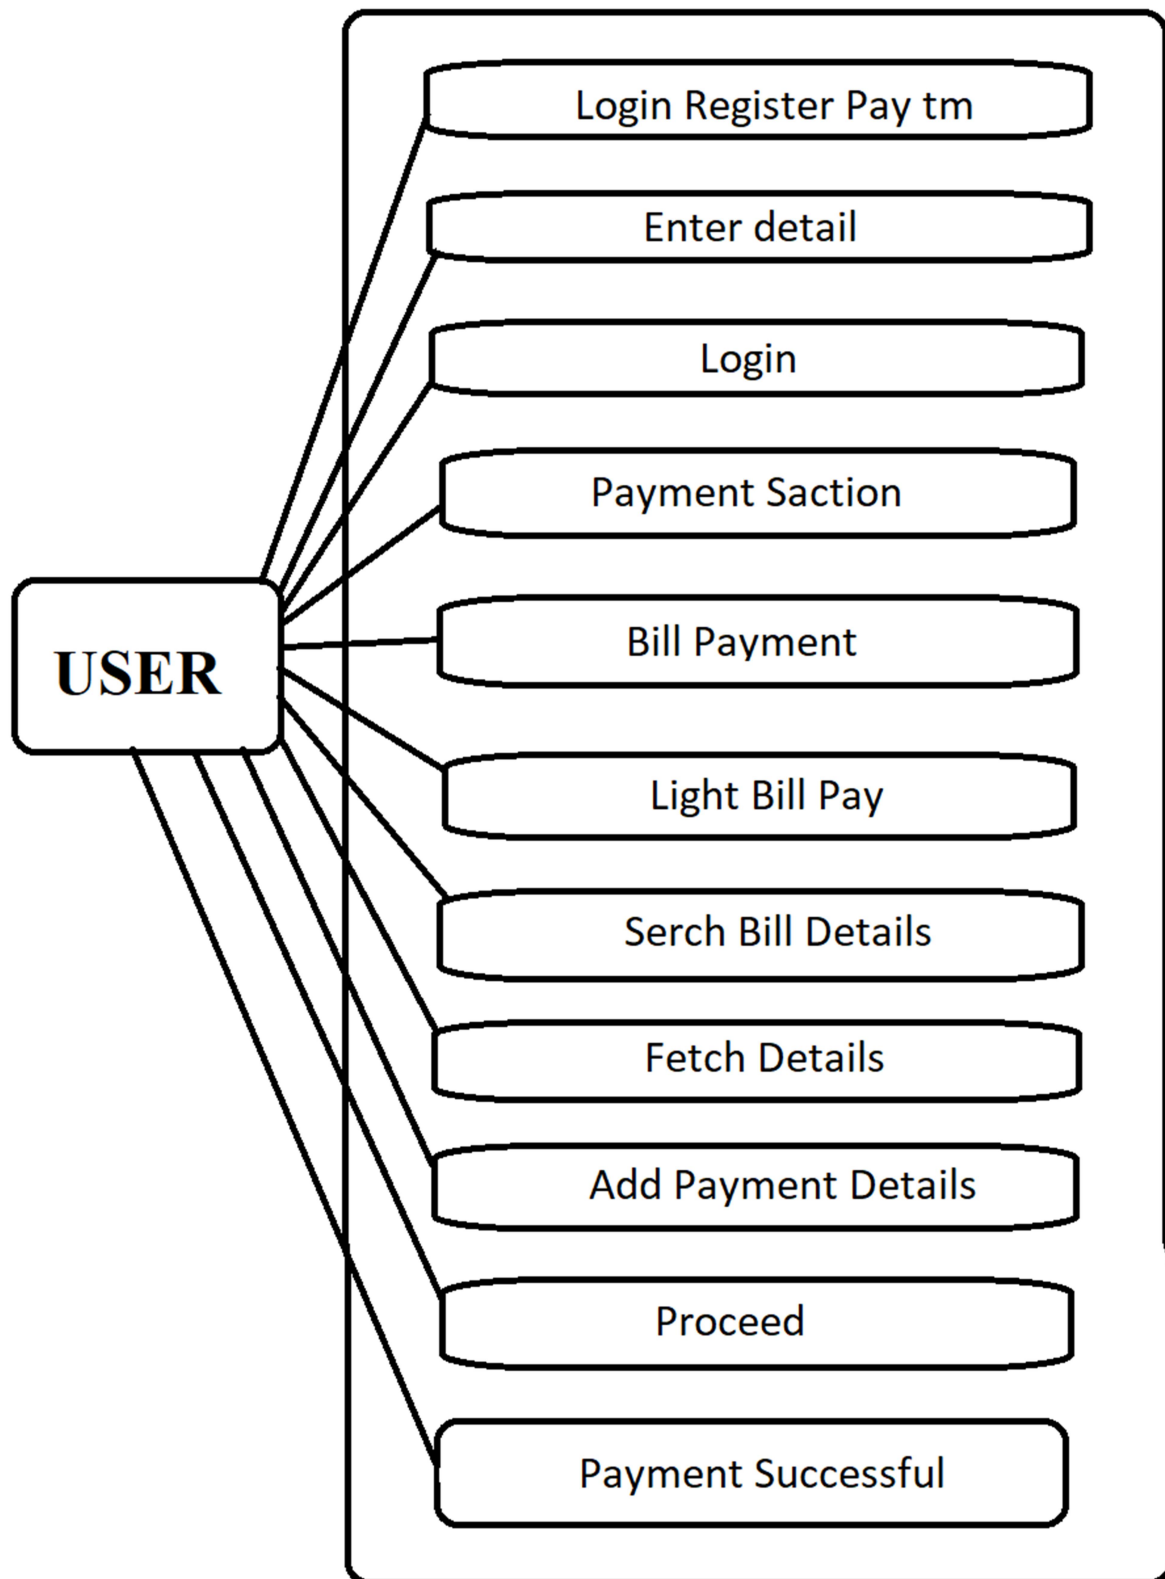 Login Register Pay tm
Enter detail
Login
Payment Saction
Bill Payment
USER
Light Bill Pay
Serch Bill Details
Fetch Details
Add Payment Details
Proceed
Payment Successful